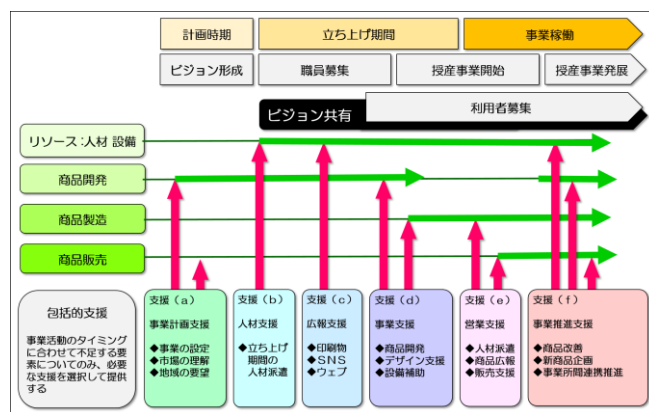 計画時期
立ち上げ期間
事業稼働
ビジョン形成
職員募集
授産事業開始
授産事業発展
ビジョン共有
利用者募集
リソース：人材 設備
商品開発
商品製造
商品販売
包括的支援
事業活動のタイミング
に合わせて不足する要
素についてのみ、必要
な支援を選択して提供
する
支援（a）
事業計画支援
◆事業の設定
◆市場の理解
◆地域の要望
支援（b）
人材支援
◆立ち上げ
期間の
人材派遣
支援（c）
広報支援
◆印刷物
◆ＳＮＳ
◆ウェブ
支援（d）
事業支援
◆商品開発
◆デザイン支援
◆設備補助
支援（e）
営業支援
◆人材派遣
◆商品広報
◆販売支援
支援（f）
事業推進支援
◆商品改善
◆新商品企画
◆事業所間連携推進